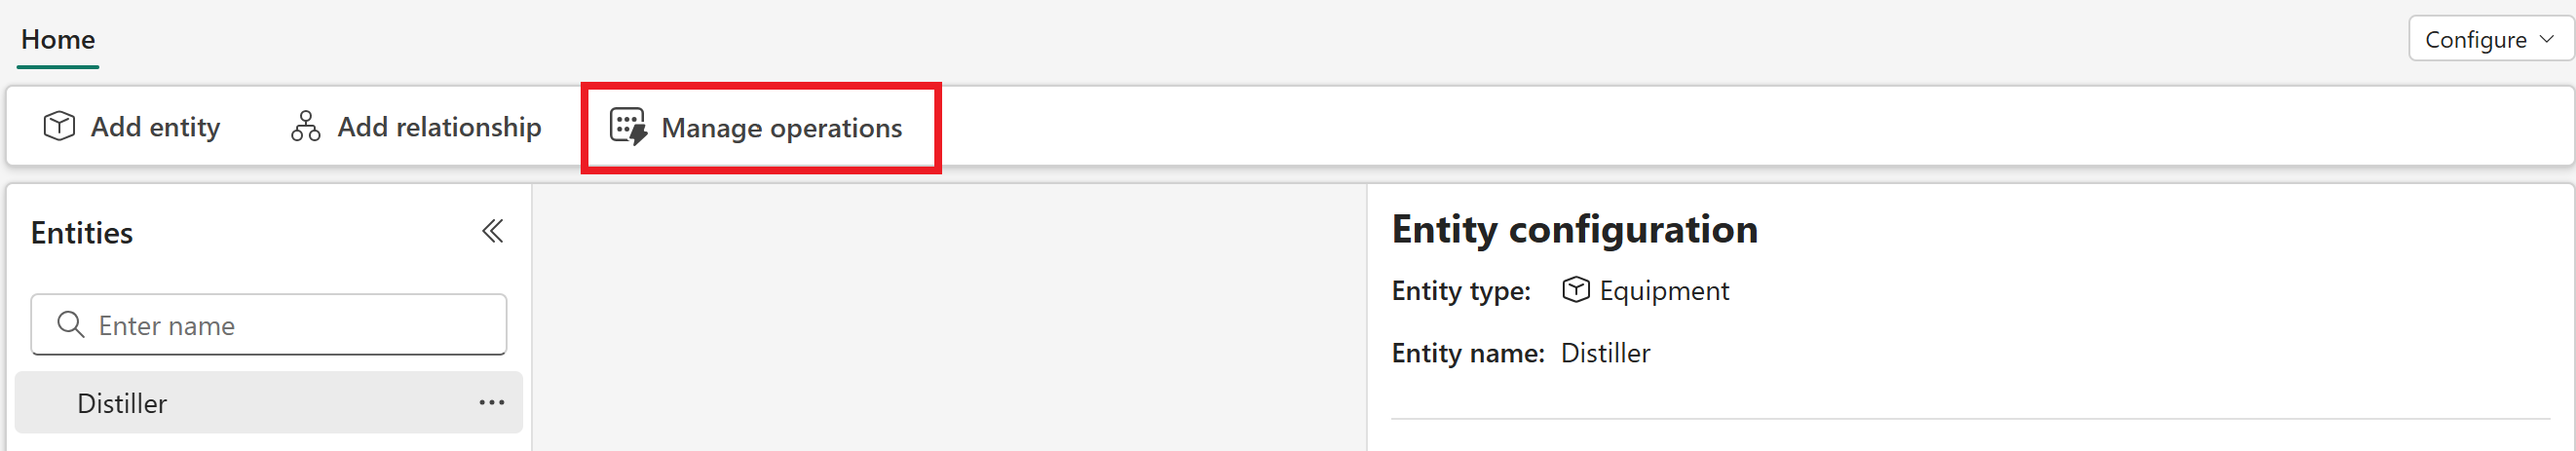 Home
Configure
Add entity
Add relationship
Manage operations
Entities
Enter name
Distiller
Entity configuration
Entity type: Equipment
Entity name: Distiller